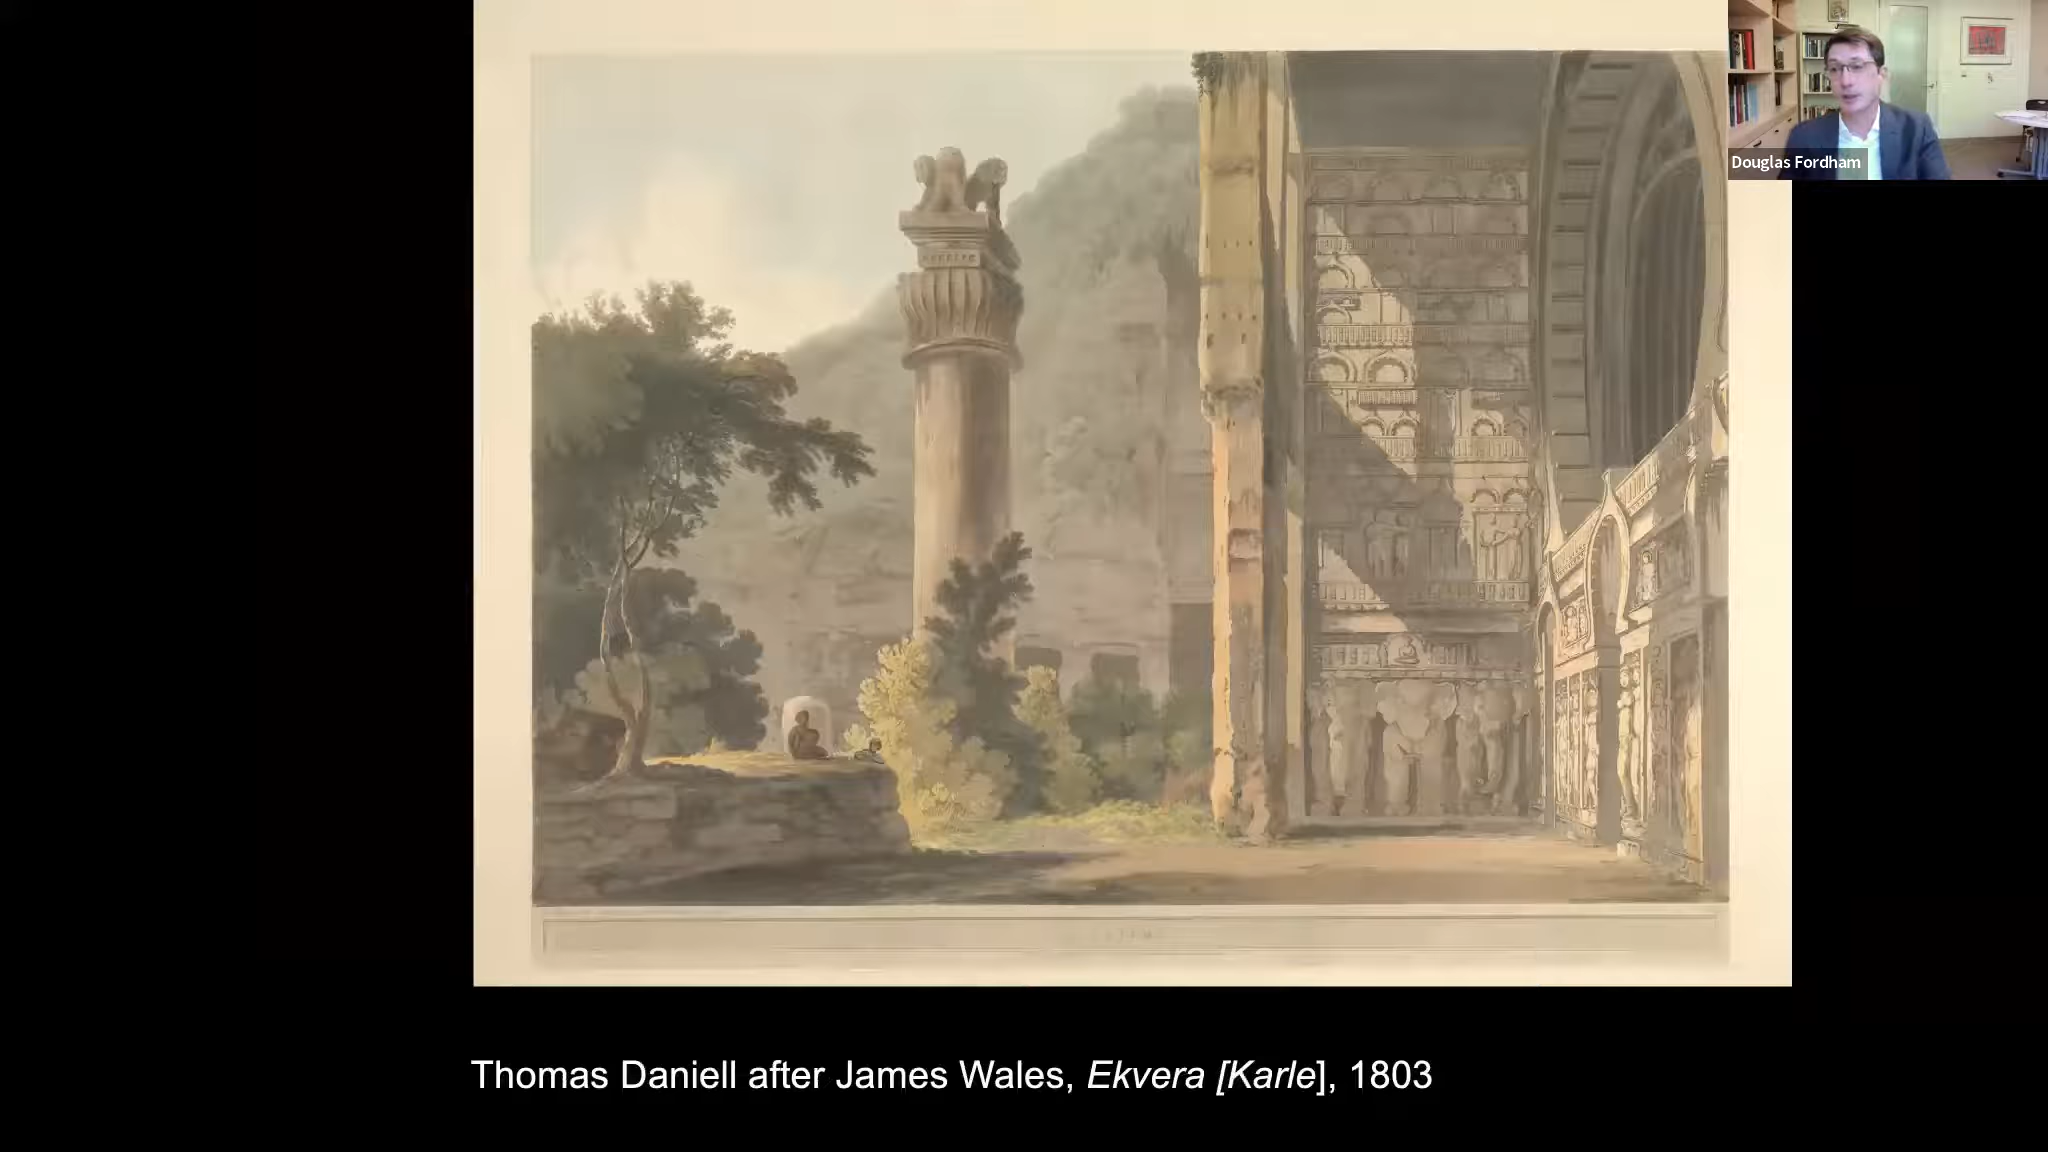 Douglas Fordham
Thomas Daniell after James Wales, Ekvera [Karle], 1803